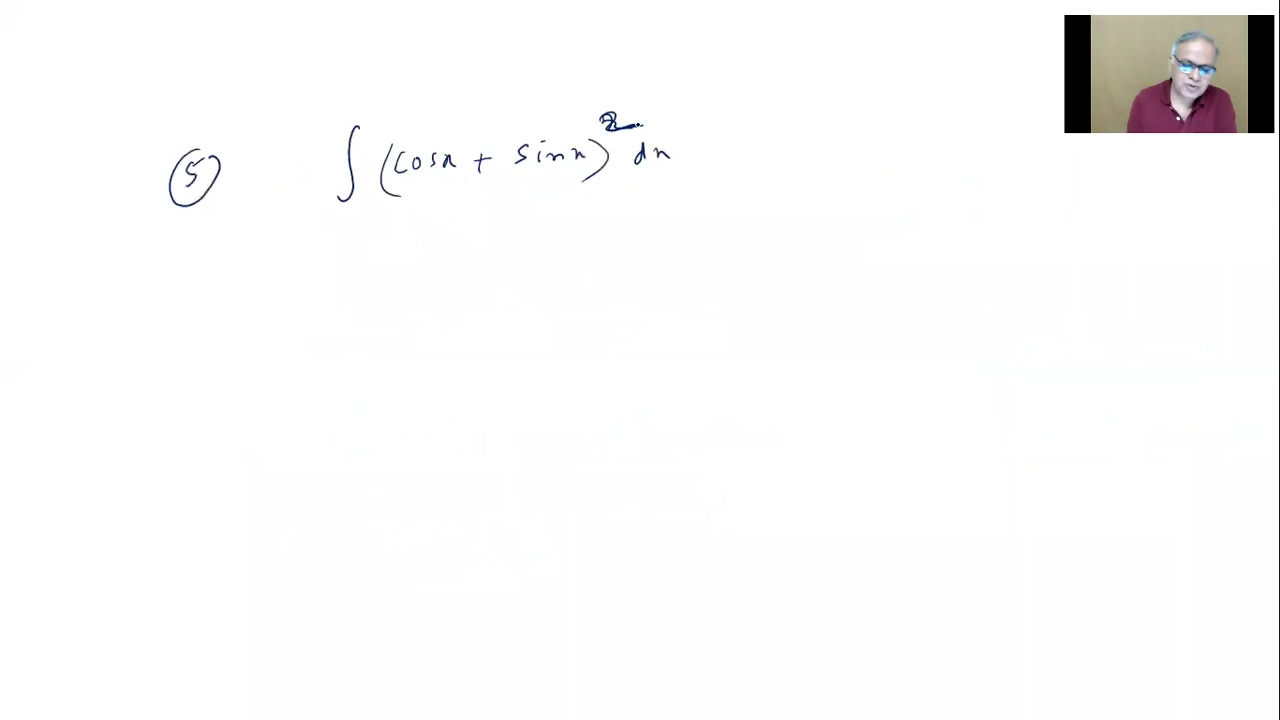 ⑤ ∫ (cosx + sinx)² dx